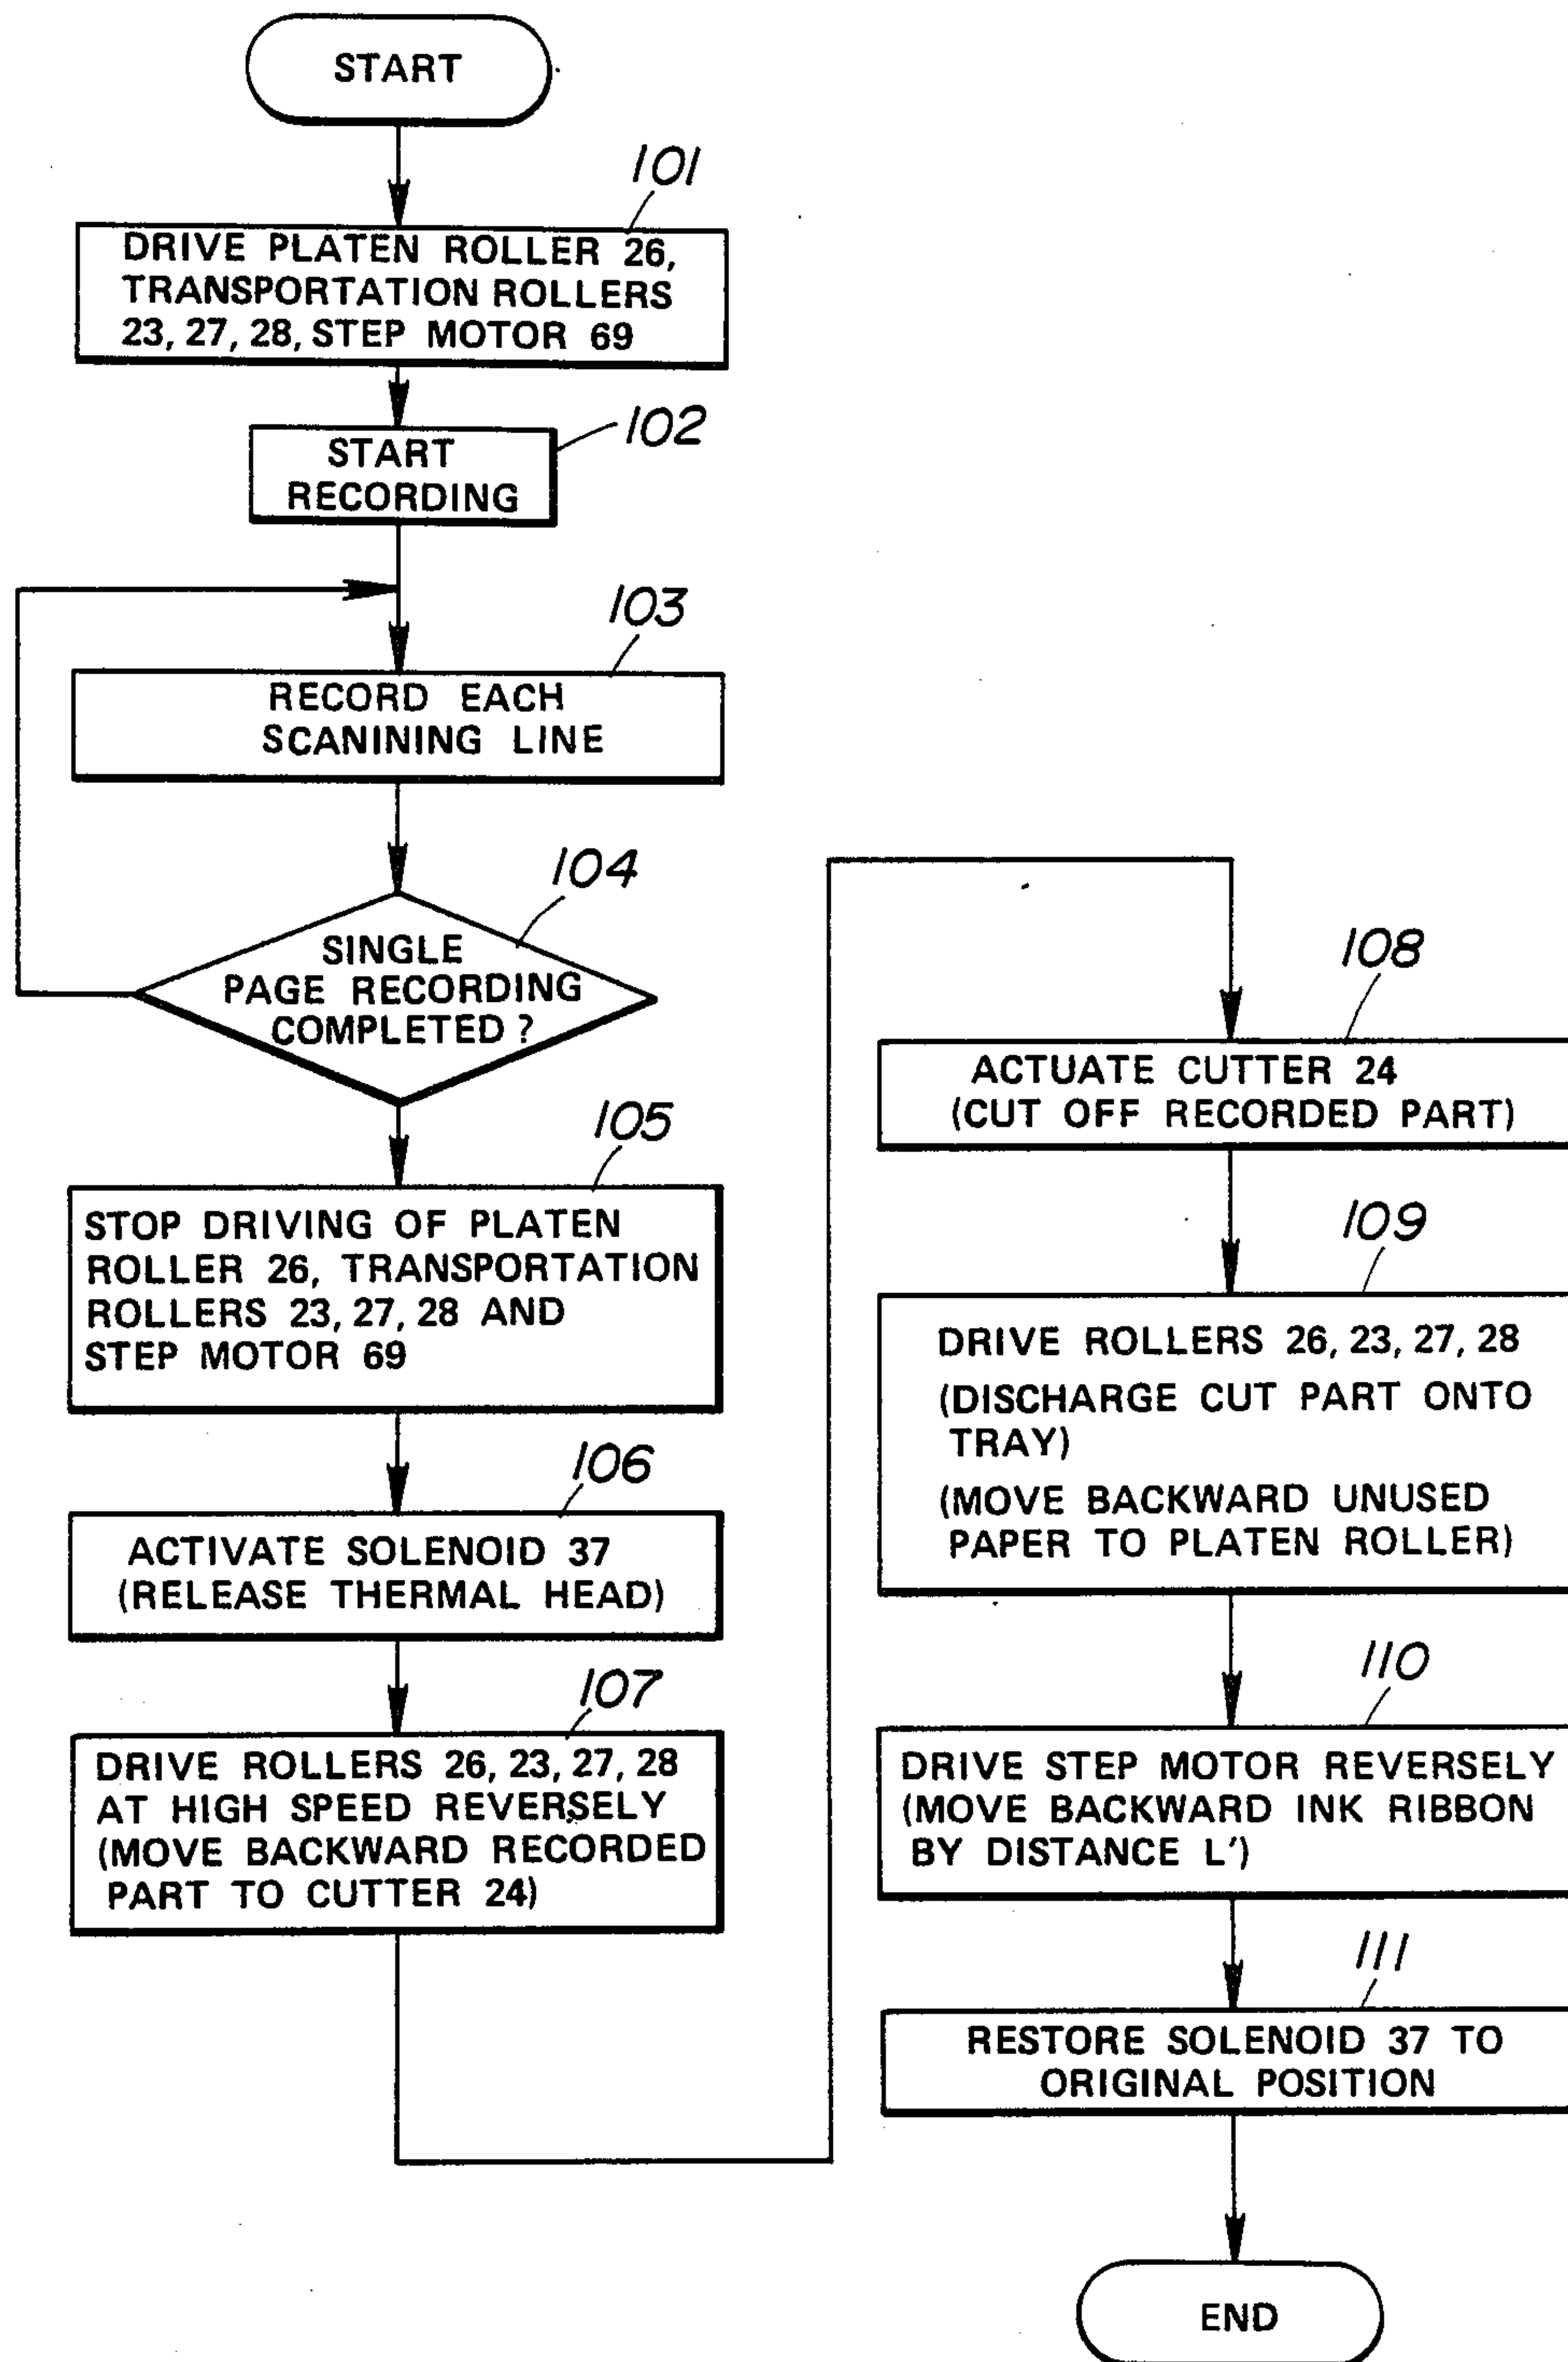 START
101
DRIVE PLATEN ROLLER 26,
TRANSPORTATION ROLLERS
23, 27, 28, STEP MOTOR 69
102
START
RECORDING
103
RECORD EACH
SCANINING LINE
104
SINGLE
PAGE RECORDING
COMPLETED ?
105
STOP DRIVING OF PLATEN
ROLLER 26, TRANSPORTATION
ROLLERS 23, 27, 28 AND
STEP MOTOR 69
106
ACTIVATE SOLENOID 37
(RELEASE THERMAL HEAD)
107
DRIVE ROLLERS 26, 23, 27, 28
AT HIGH SPEED REVERSELY
(MOVE BACKWARD RECORDED
PART TO CUTTER 24)
108
ACTUATE CUTTER 24
(CUT OFF RECORDED PART)
109
DRIVE ROLLERS 26, 23, 27, 28
(DISCHARGE CUT PART ONTO
TRAY)
(MOVE BACKWARD UNUSED
PAPER TO PLATEN ROLLER)
110
DRIVE STEP MOTOR REVERSELY
(MOVE BACKWARD INK RIBBON
BY DISTANCE L')
111
RESTORE SOLENOID 37 TO
ORIGINAL POSITION
END